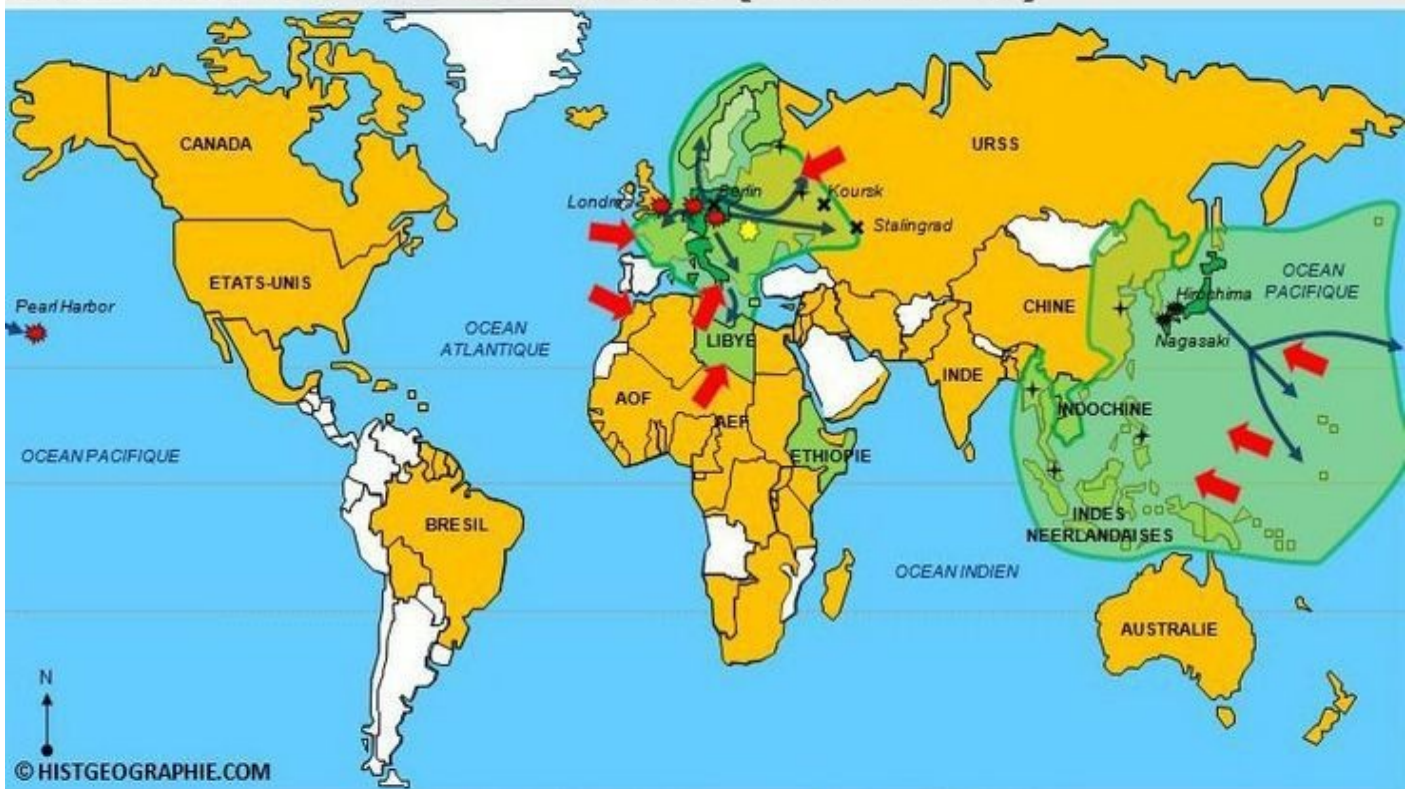 CANADA
URSS
Londres
Berlin
Koursk
Stalingrad
ETATS-UNIS
Pearl Harbor
OCEAN
ATLANTIQUE
CHINE
OCEAN
PACIFIQUE
Hiroshima
Nagasaki
LIBYE
INDE
AOF
AEF
INDOCHINE
ETHIOPIE
OCEAN PACIFIQUE
BRESIL
INDES
NEERLANDAISES
OCEAN INDIEN
AUSTRALIE
N
© HISTGEOGRAPHIE.COM